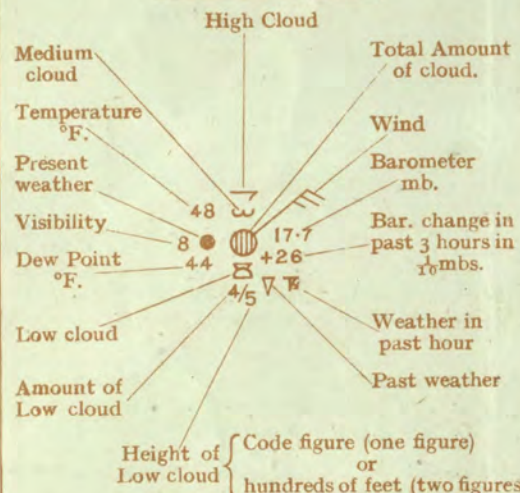 High Cloud
Medium
cloud
Total Amount
of cloud.
Temperature
°F.
Wind
Present
weather
Barometer
mb.
Visibility
Bar. change in
past 3 hours in
1/10 mbs.
Dew Point
°F.
48
8
17·7
44
+26
4/5
Low cloud
Weather in
past hour
Amount of
Low cloud
Past weather
Height of
Low cloud
Code figure (one figure)
or
hundreds of feet (two figures